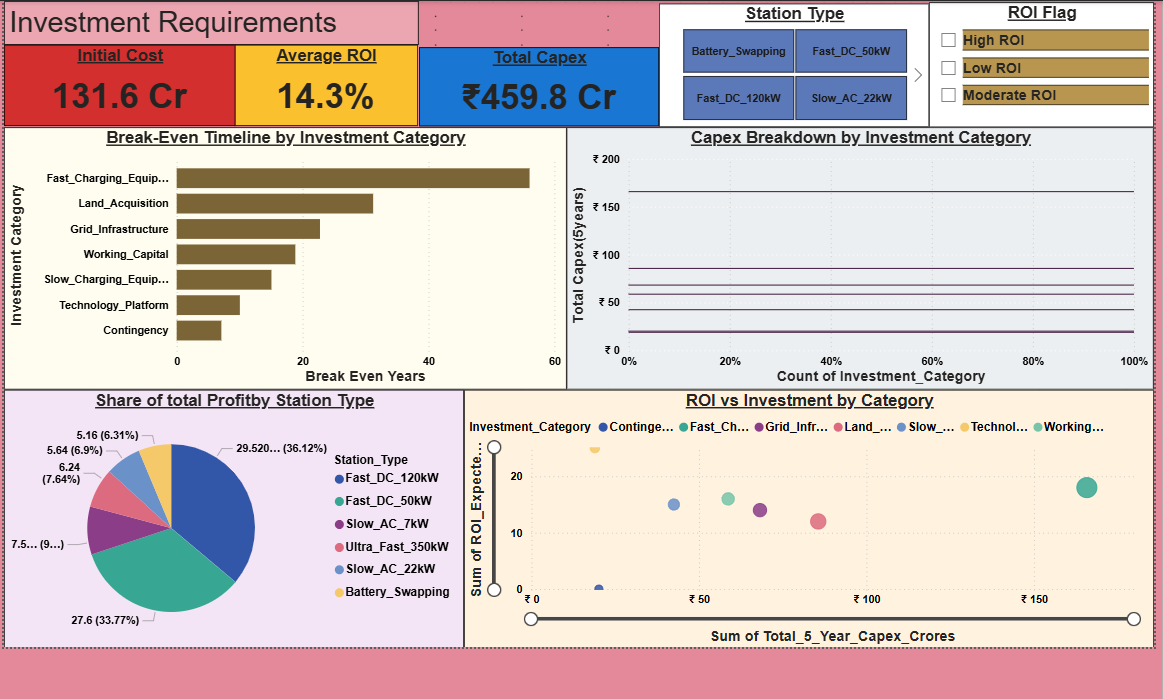 Investment Requirements
Initial Cost
131.6 Cr
Average ROI
14.3%
Total Capex
₹459.8 Cr
Station Type
Battery_Swapping
Fast_DC_50kW
Fast_DC_120kW
Slow_AC_22kW
ROI Flag
High ROI
Low ROI
Moderate ROI
Break-Even Timeline by Investment Category
Investment Category
Fast_Charging_Equip...
Land_Acquisition
Grid_Infrastructure
Working_Capital
Slow_Charging_Equip...
Technology_Platform
Contingency
0 20 40 60
Break Even Years
Capex Breakdown by Investment Category
Total Capex(5years)
₹ 200
₹ 150
₹ 100
₹ 50
₹ 0
0% 20% 40% 60% 80% 100%
Count of Investment_Category
Share of total Profitby Station Type
5.16 (6.31%)
5.64 (6.9%)
6.24
(7.64%)
7.5... (9...)
27.6 (33.77%)
29.520... (36.12%)
Station_Type
Fast_DC_120kW
Fast_DC_50kW
Slow_AC_7kW
Ultra_Fast_350kW
Slow_AC_22kW
Battery_Swapping
ROI vs Investment by Category
Investment_Category Continge... Fast_Ch... Grid_Infr... Land_... Slow_... Technol... Working...
Sum of ROI_Expecte...
20
10
0
₹ 0 ₹ 50 ₹ 100 ₹ 150
Sum of Total_5_Year_Capex_Crores